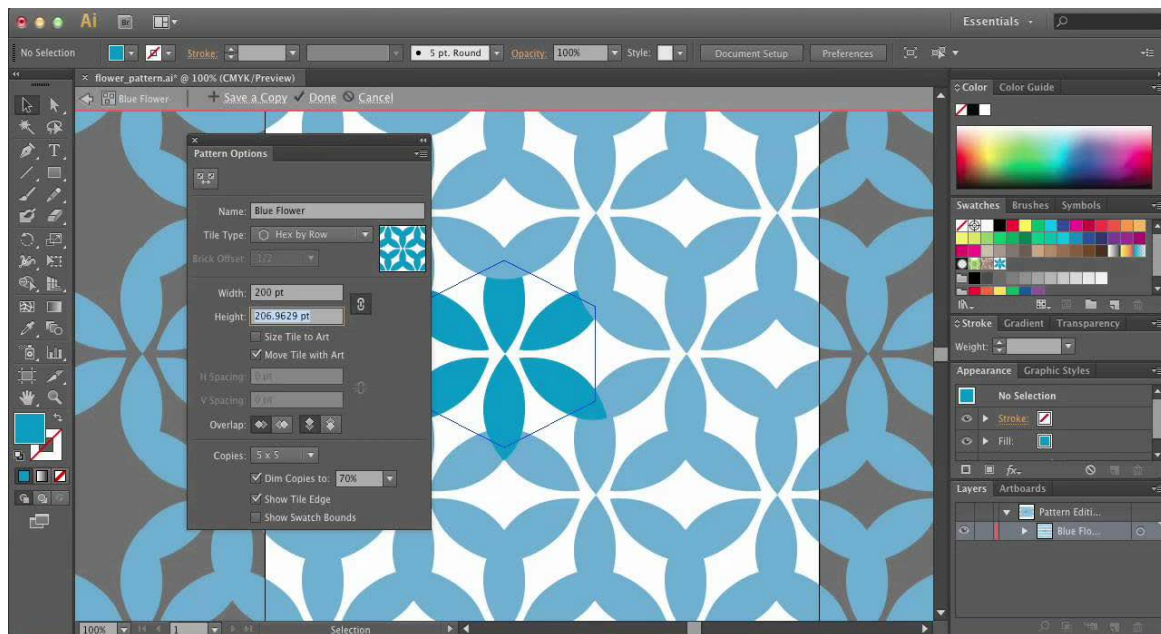 Ai Br Essentials
No Selection Stroke: 5 pt. Round Opacity: 100% Style: Document Setup Preferences
× flower_pattern.ai* @ 100% (CMYK/Preview)
Blue Flower + Save a Copy ✓ Done Cancel
Pattern Options
Name: Blue Flower
Tile Type: Hex by Row
Brick Offset: 1/2
Width: 200 pt
Height: 206.9629 pt
Size Tile to Art
Move Tile with Art
H Spacing: 0 pt
V Spacing: 0 pt
Overlap:
Copies: 5 x 5
Dim Copies to: 70%
Show Tile Edge
Show Swatch Bounds
Color Color Guide
Swatches Brushes Symbols
Stroke Gradient Transparency
Weight:
Appearance Graphic Styles
No Selection
Stroke:
Fill:
fx.
Layers Artboards
Pattern Editi...
Blue Flo...
100% 1 Selection